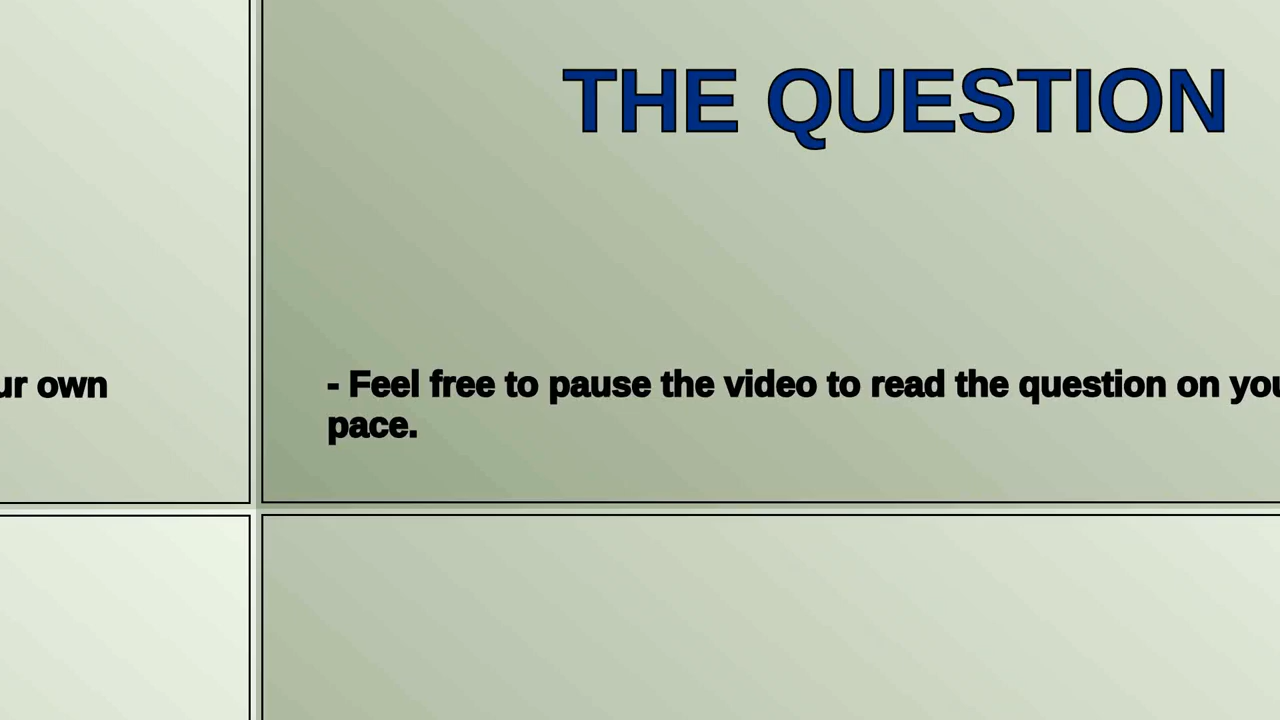 THE QUESTION
ur own
- Feel free to pause the video to read the question on you
pace.